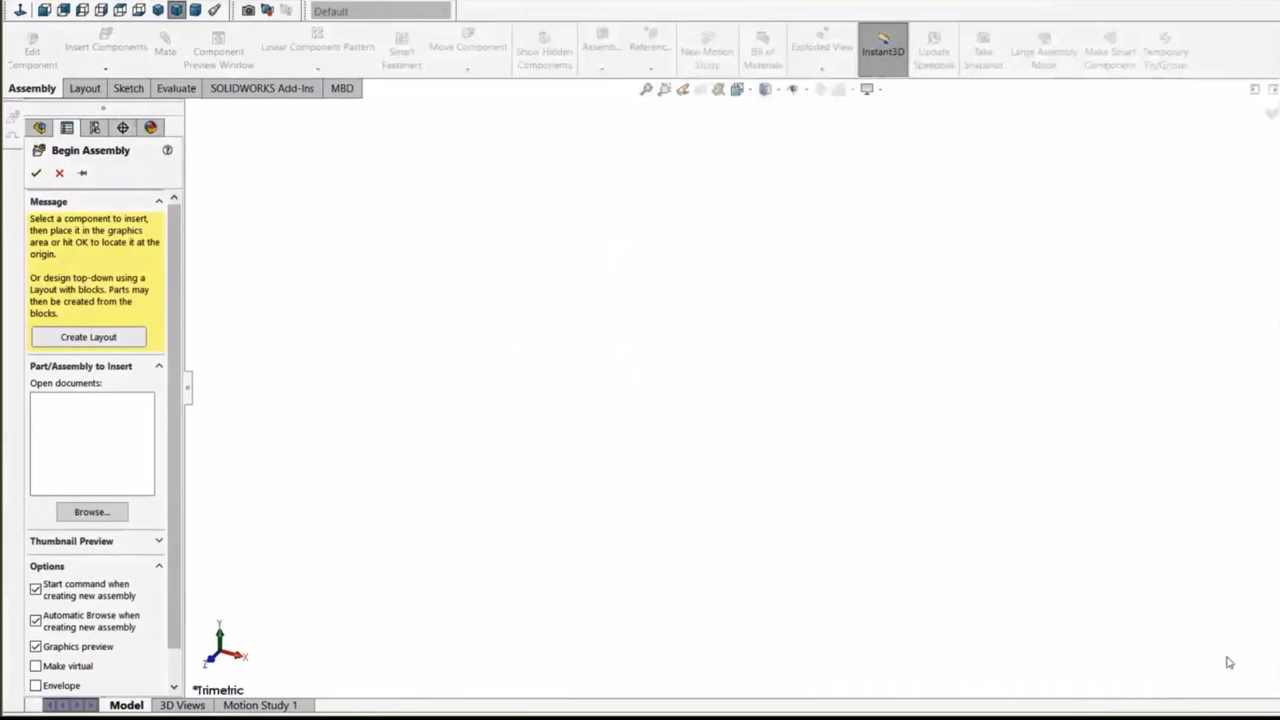 Default
Edit
Component
Insert Components
Mate
Component
Preview Window
Linear Component Pattern
Smart
Fasteners
Move Component
Show Hidden
Components
Assemb...
Referenc...
New Motion
Study
Bill of
Materials
Exploded View
Instant3D
Update
Speedpak
Take
Snapshot
Large Assembly
Mode
Make Smart
Component
Temporary
Fix/Group
Assembly
Layout
Sketch
Evaluate
SOLIDWORKS Add-Ins
MBD
Begin Assembly
Message
Select a component to insert,
then place it in the graphics
area or hit OK to locate it at the
origin.
Or design top-down using a
Layout with blocks. Parts may
then be created from the
blocks.
Create Layout
Part/Assembly to Insert
Open documents:
Browse...
Thumbnail Preview
Options
Start command when
creating new assembly
Automatic Browse when
creating new assembly
Graphics preview
Make virtual
Envelope
Y
X
Z
*Trimetric
Model
3D Views
Motion Study 1